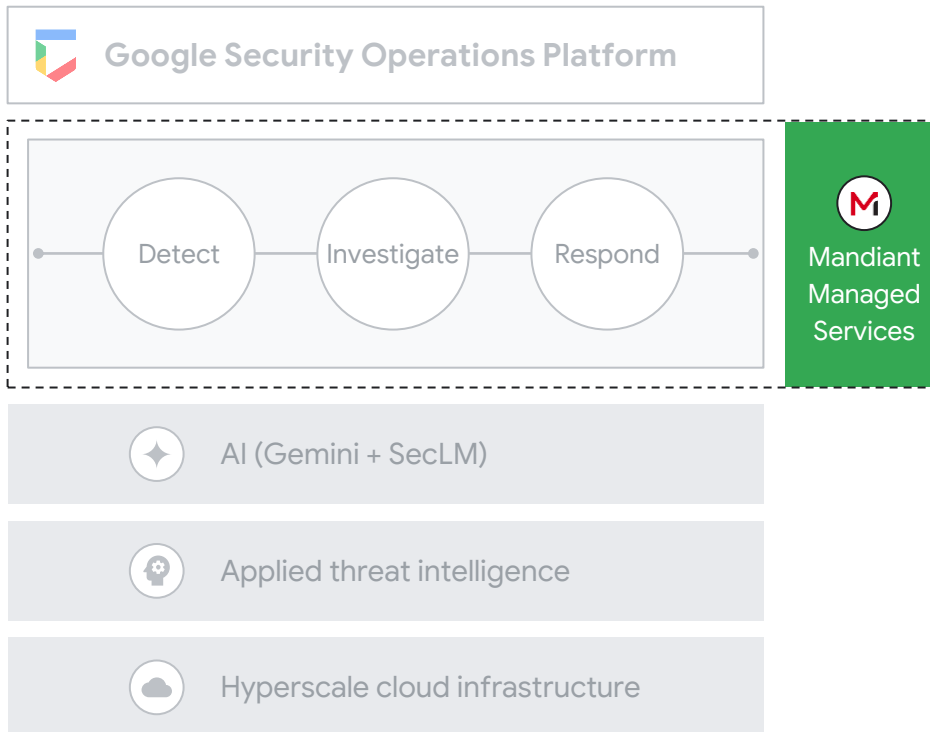 Google Security Operations Platform
Detect
Investigate
Respond
Mandiant
Managed
Services
AI (Gemini + SecLM)
Applied threat intelligence
Hyperscale cloud infrastructure